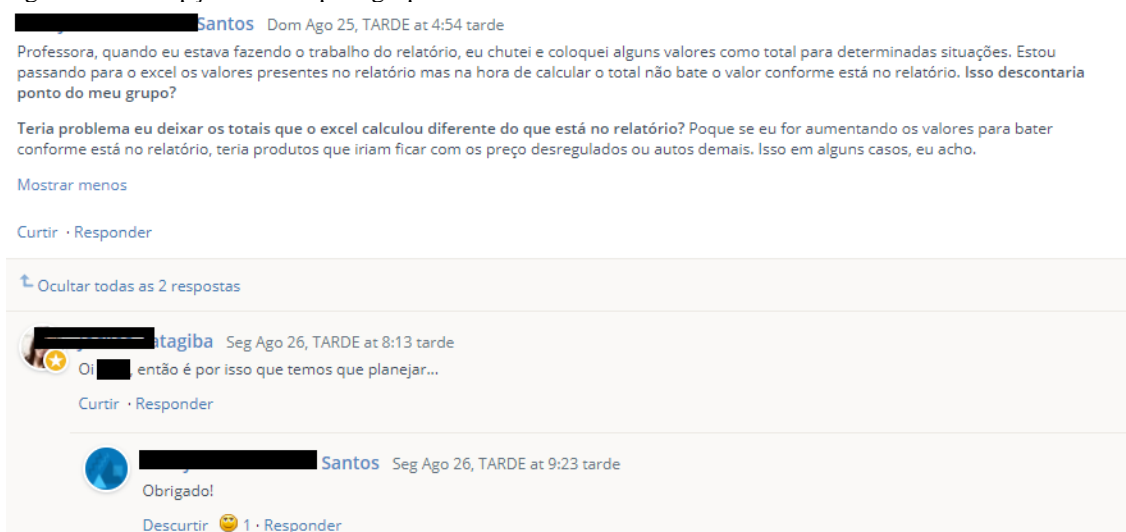 Santos Dom Ago 25, TARDE at 4:54 tarde
Professora, quando eu estava fazendo o trabalho do relatório, eu chutei e coloquei alguns valores como total para determinadas situações. Estou
passando para o excel os valores presentes no relatório mas na hora de calcular o total não bate o valor conforme está no relatório. Isso descontaria
ponto do meu grupo?
Teria problema eu deixar os totais que o excel calculou diferente do que está no relatório? Poque se eu for aumentando os valores para bater
conforme está no relatório, teria produtos que iriam ficar com os preço desregulados ou autos demais. Isso em alguns casos, eu acho.
Mostrar menos
Curtir · Responder
Ocultar todas as 2 respostas
atagiba Seg Ago 26, TARDE at 8:13 tarde
Oi , então é por isso que temos que planejar...
Curtir · Responder
Santos Seg Ago 26, TARDE at 9:23 tarde
Obrigado!
Descurtir 1 · Responder